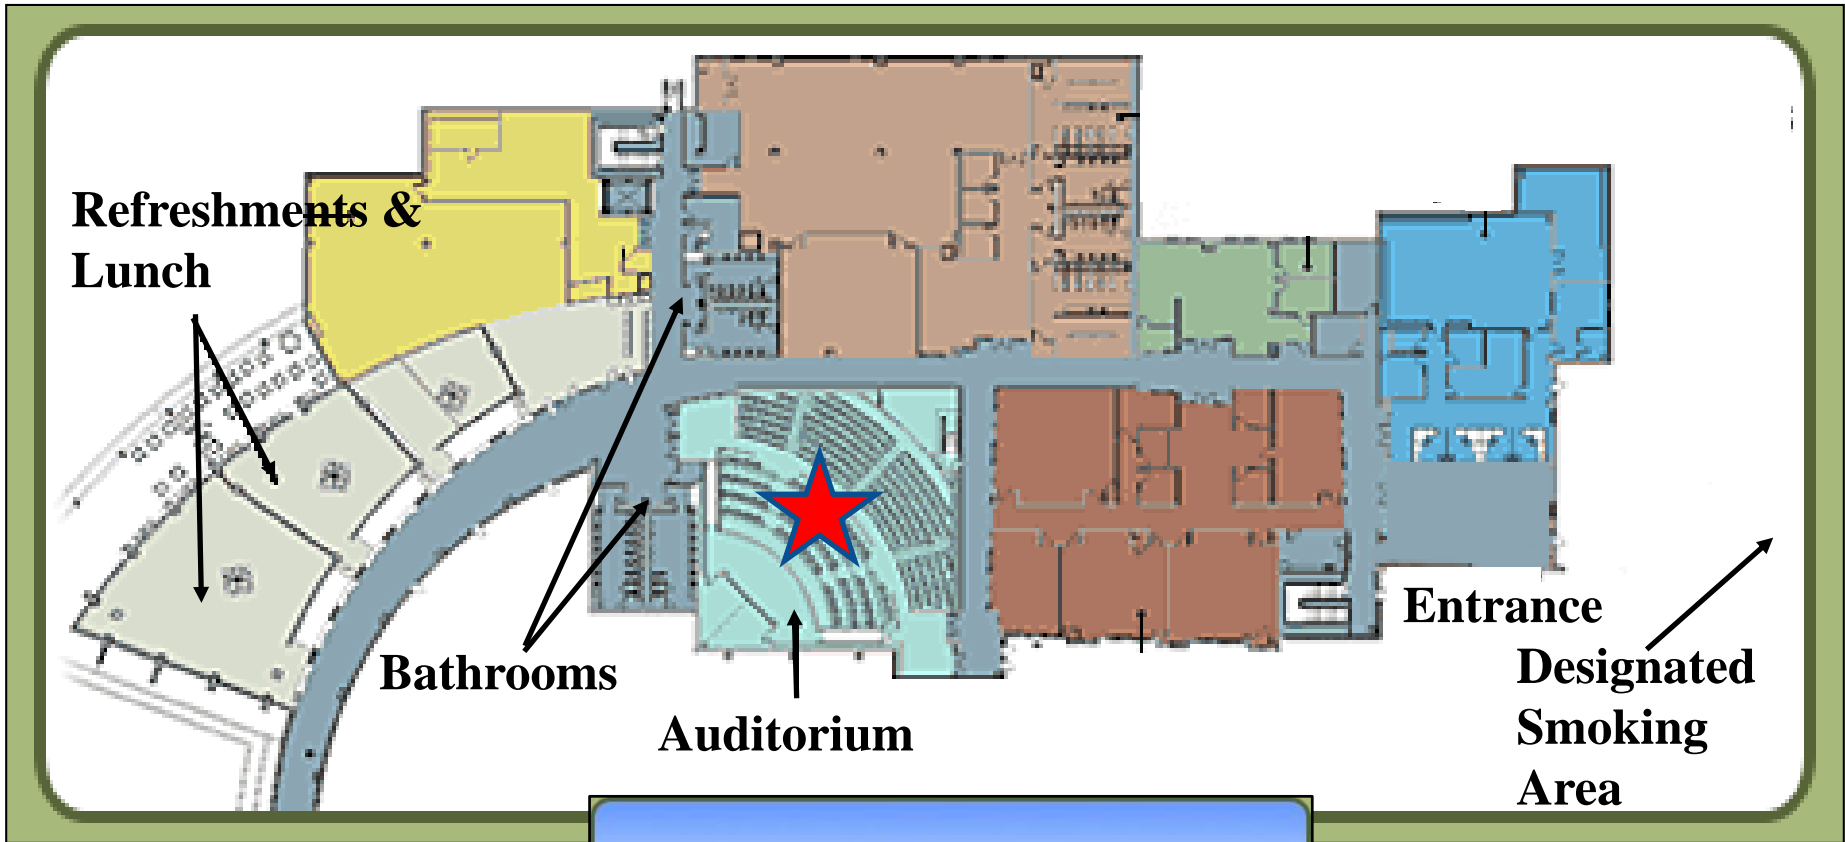 Refreshments &
Lunch
Bathrooms
Auditorium
Entrance
Designated
Smoking
Area